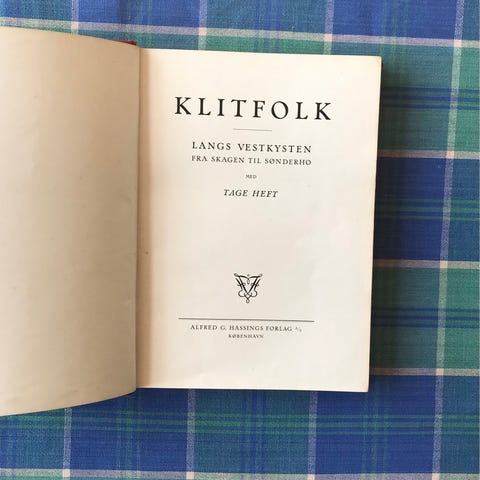 KLITFOLK
LANGS VESTKYSTEN
FRA SKAGEN TIL SØNDERHO
MED
TAGE HEFT
ALFRED G. HASSINGS FORLAG A/S
KØBENHAVN